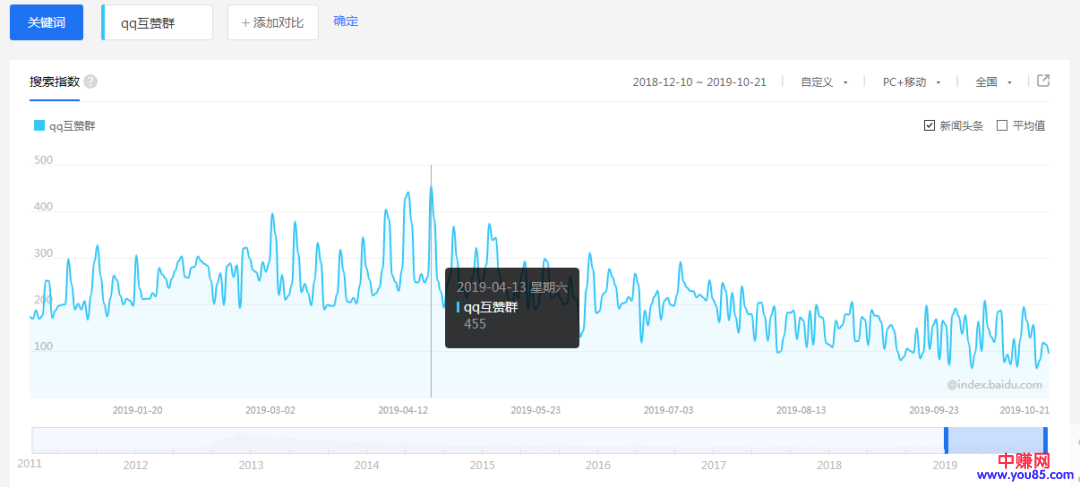 关键词 qq互赞群 +添加对比 确定
搜索指数 ? 2018-12-10 ~ 2019-10-21 自定义 PC+移动 全国
qq互赞群 新闻头条 平均值
500
400
300
200
100
2019-04-13 星期六
qq互赞群
455
@index.baidu.com
2019-01-20 2019-03-02 2019-04-12 2019-05-23 2019-07-03 2019-08-13 2019-09-23 2019-10-21
2011 2012 2013 2014 2015 2016 2017 2018 2019
中赚网
www.you85.com